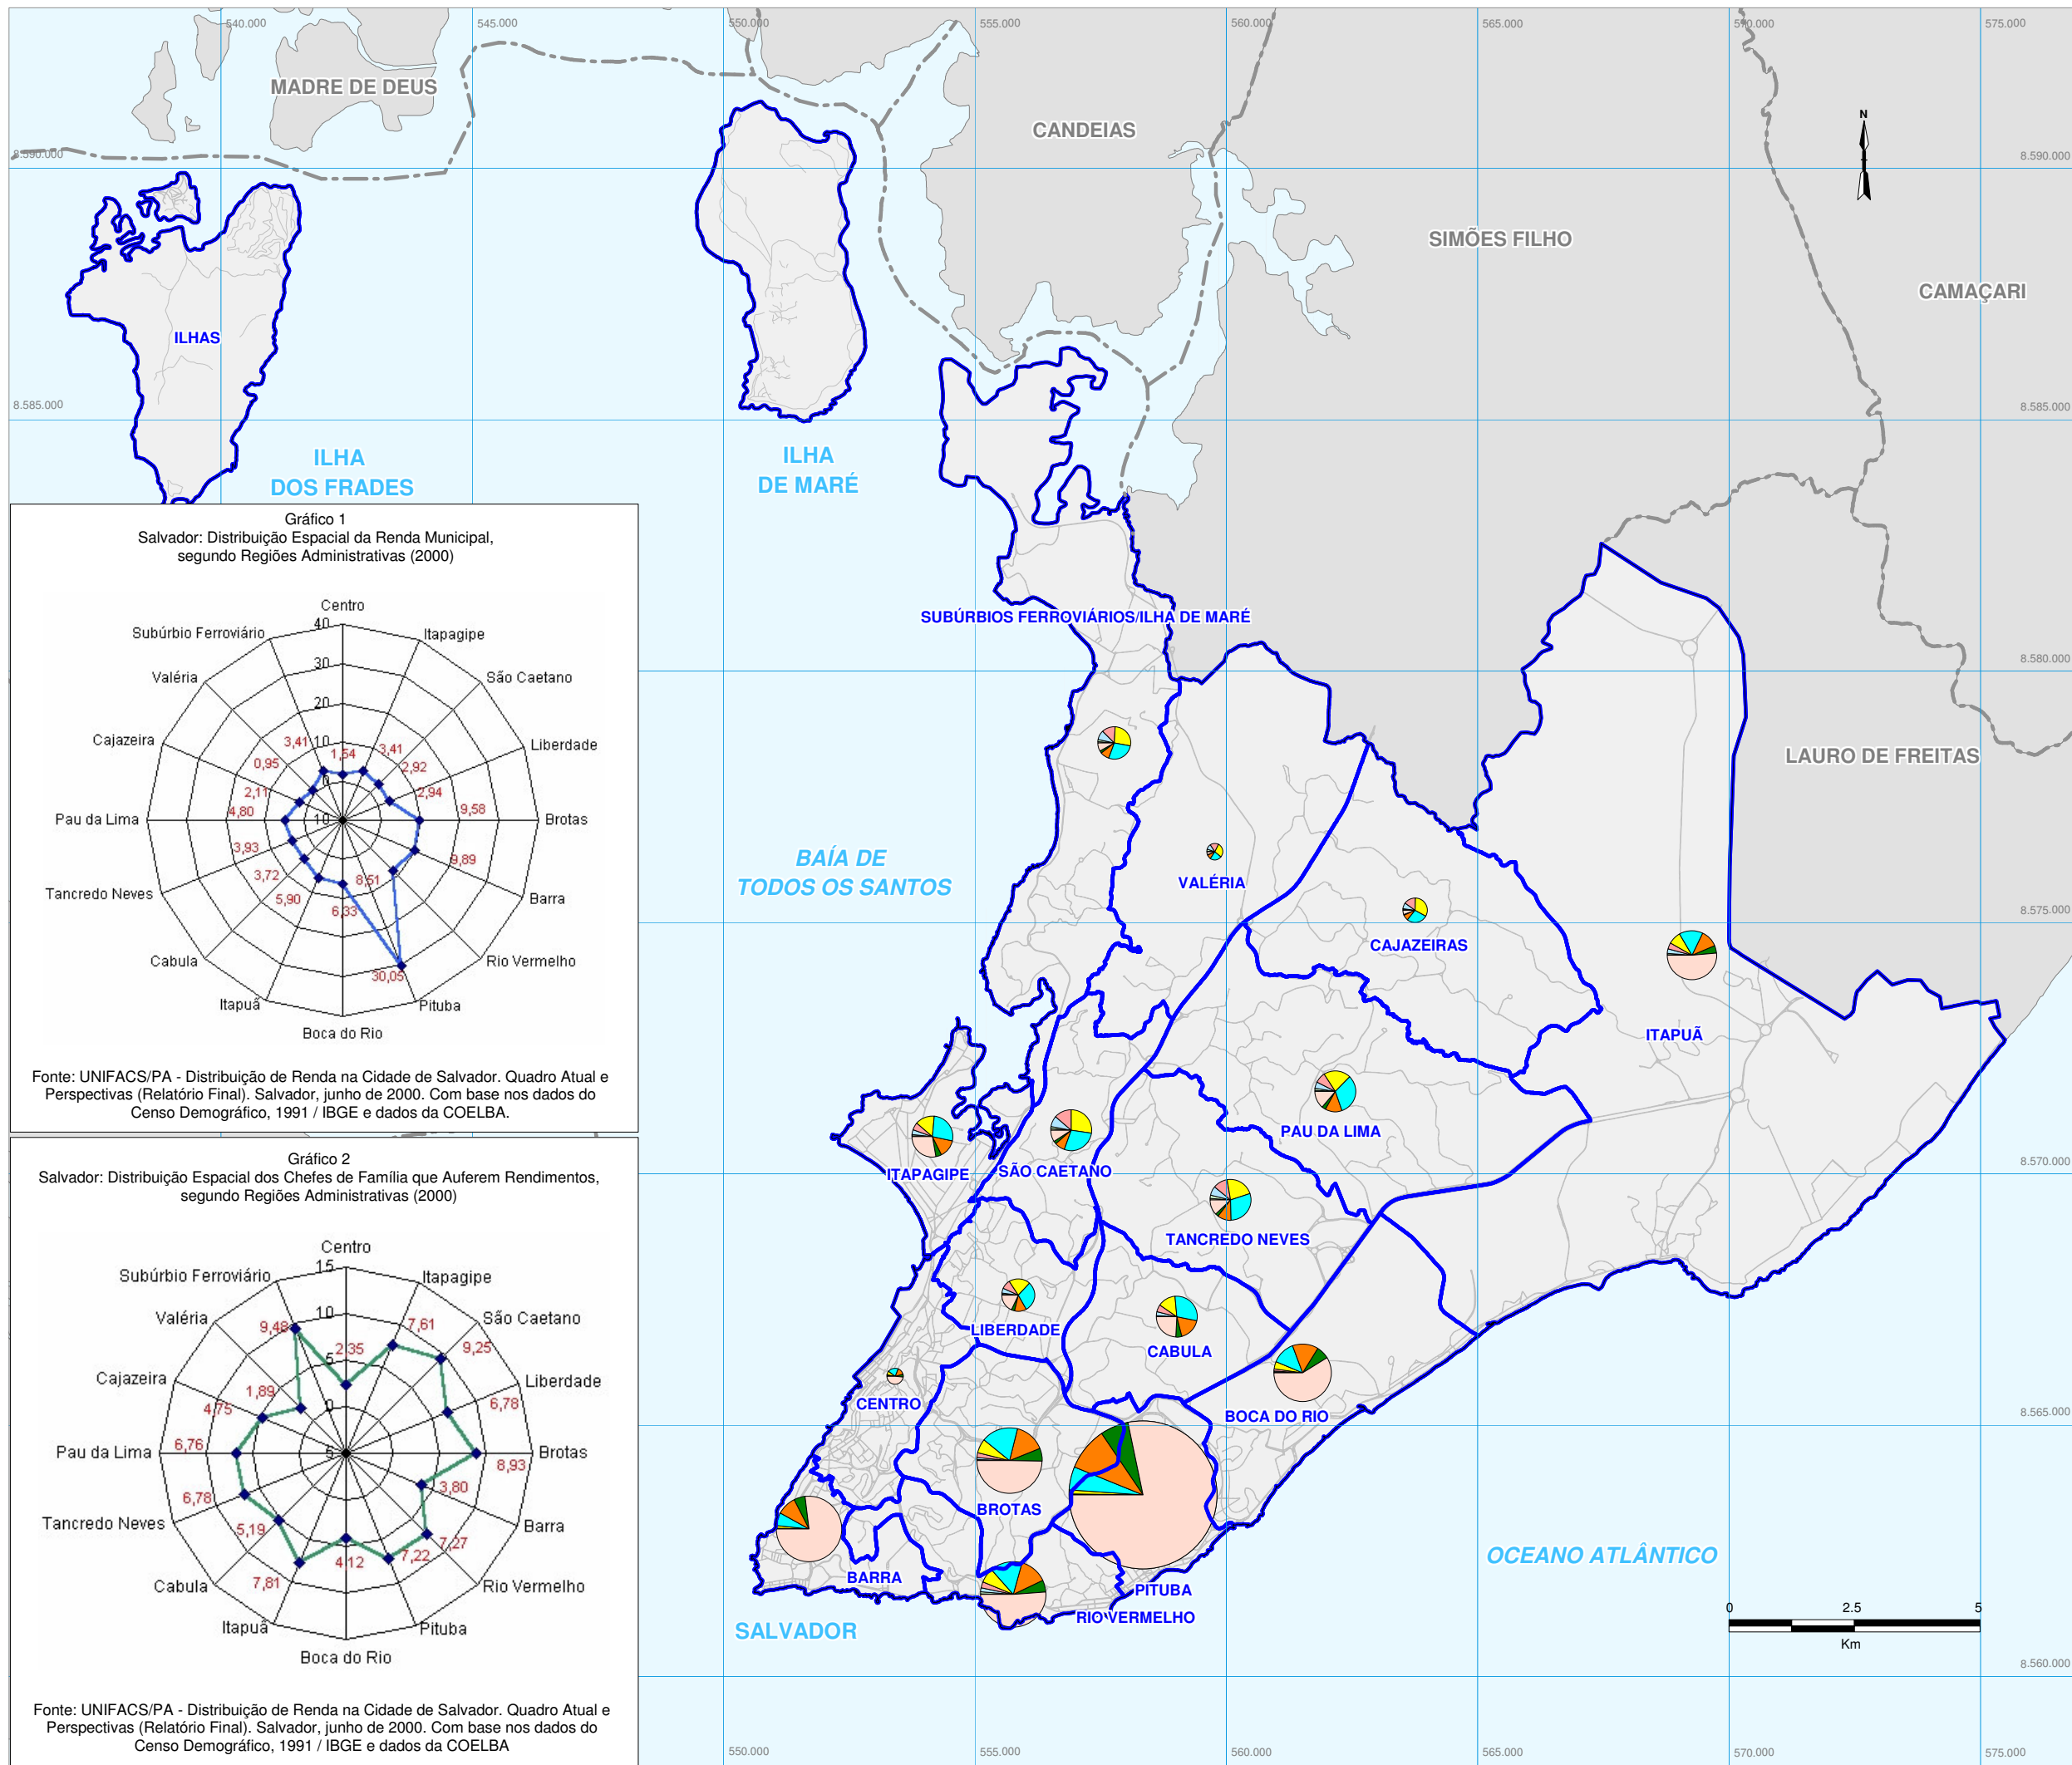 540.000
545.000
550.000
555.000
560.000
565.000
570.000
575.000
MADRE DE DEUS
CANDEIAS
N
8.590.000
8.590.000
SIMÕES FILHO
CAMAÇARI
ILHAS
8.585.000
8.585.000
ILHA
DOS FRADES
ILHA
DE MARÉ
SUBÚRBIOS FERROVIÁRIOS/ILHA DE MARÉ
8.580.000
LAURO DE FREITAS
BAÍA DE
TODOS OS SANTOS
VALÉRIA
8.575.000
CAJAZEIRAS
ITAPUÃ
PAU DA LIMA
ITAPAGIPE
SÃO CAETANO
8.570.000
TANCREDO NEVES
LIBERDADE
CABULA
CENTRO
BOCA DO RIO
8.565.000
BROTAS
OCEANO ATLÂNTICO
BARRA
PITUBA
RIO VERMELHO
SALVADOR
0
2.5
5
Km
8.560.000
550.000
555.000
560.000
565.000
570.000
575.000
Gráfico 1
Salvador: Distribuição Espacial da Renda Municipal,
segundo Regiões Administrativas (2000)
Centro
40
Subúrbio Ferroviário
Itapagipe
30
Valéria
São Caetano
20
Cajazeira
Liberdade
10
3,41
1,54
3,41
0,95
2,92
0
2,11
2,94
4,80
9,58
Pau da Lima
10
Brotas
3,93
9,89
3,72
8,51
Tancredo Neves
5,90
6,33
Barra
Cabula
30,05
Rio Vermelho
Itapuã
Pituba
Boca do Rio
Fonte: UNIFACS/PA - Distribuição de Renda na Cidade de Salvador. Quadro Atual e
Perspectivas (Relatório Final). Salvador, junho de 2000. Com base nos dados do
Censo Demográfico, 1991 / IBGE e dados da COELBA.
Gráfico 2
Salvador: Distribuição Espacial dos Chefes de Família que Auferem Rendimentos,
segundo Regiões Administrativas (2000)
Centro
15
Subúrbio Ferroviário
Itapagipe
10
Valéria
São Caetano
9,48
7,61
5
2,35
9,25
Cajazeira
Liberdade
1,89
4,75
0
6,78
6,76
Pau da Lima
5
Brotas
8,93
3,80
6,78
Tancredo Neves
Barra
5,19
7,27
4,12
7,22
7,81
Cabula
Rio Vermelho
Itapuã
Pituba
Boca do Rio
Fonte: UNIFACS/PA - Distribuição de Renda na Cidade de Salvador. Quadro Atual e
Perspectivas (Relatório Final). Salvador, junho de 2000. Com base nos dados do
Censo Demográfico, 1991 / IBGE e dados da COELBA